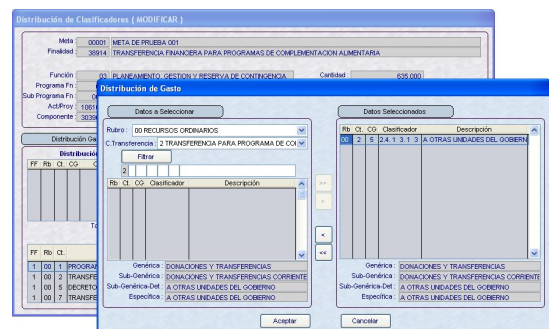 Distribución de Clasificadores ( MODIFICAR )
Meta : 00001 META DE PRUEBA 001
Finalidad : 38914 TRANSFERENCIA FINANCIERA PARA PROGRAMAS DE COMPLEMENTACION ALIMENTARIA
Función : 03 PLANEAMIENTO, GESTION Y RESERVA DE CONTINGENCIA Cantidad : 635.000
Programa Fn :
Sub Programa Fn :
Act/Proy : 10616
Componente : 30396
Distribución Ga
Distribución
FF Rb Ct. CG C
To
FF Rb Ct.
1 00 1 PROGRAM
1 00 2 TRANSFE
1 00 5 DECRETO
1 00 7 TRANSFE
Distribución de Gasto
Datos a Seleccionar
Rubro : 00 RECURSOS ORDINARIOS
C.Transferencia : 2 TRANSFERENCIA PARA PROGRAMA DE CO
Filtrar
2
Rb Ct. CG Clasificador Descripción
Genérica : DONACIONES Y TRANSFERENCIAS
Sub-Genérica : DONACIONES Y TRANSFERENCIAS CORRIENTE
Sub-Genérica-Det : A OTRAS UNIDADES DEL GOBIERNO
Específica : A OTRAS UNIDADES DEL GOBIERNO
>>
>
<
<<
Datos Seleccionados
Rb Ct. CG Clasificador Descripción
00 2 5 2.4. 1 3. 1 3 A OTRAS UNIDADES DEL GOBIERN
Genérica : DONACIONES Y TRANSFERENCIAS
Sub-Genérica : DONACIONES Y TRANSFERENCIAS CORRIENTE
Sub-Genérica-Det : A OTRAS UNIDADES DEL GOBIERNO
Específica : A OTRAS UNIDADES DEL GOBIERNO
Aceptar
Cancelar